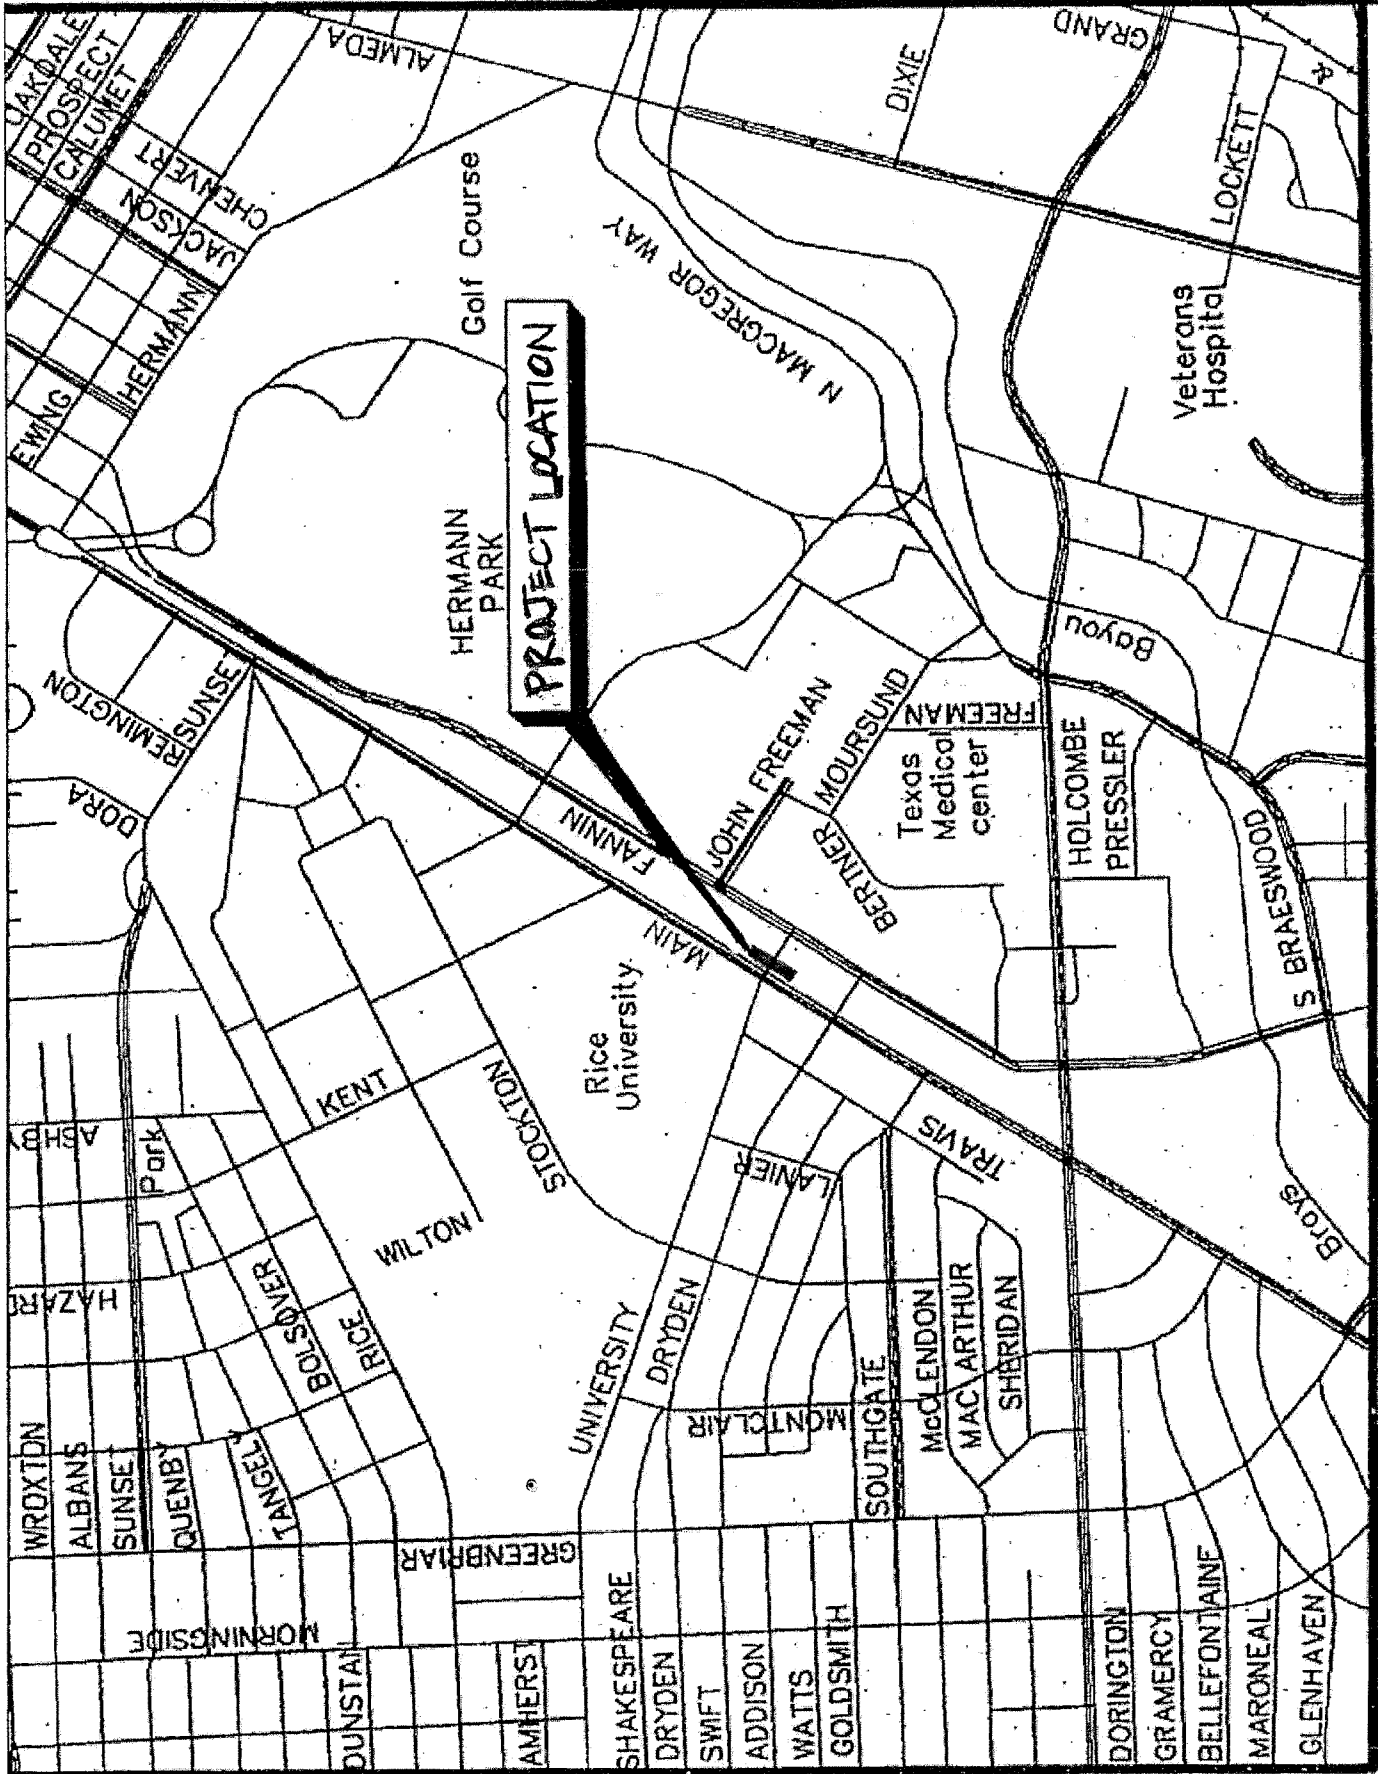 OAKDALE
PROSPECT
CALUMET
CHENVERT
JACKSON
HERMANN
EWING
ALMEDA
Golf Course
GRAND
DIXIE
&
LOCKETT
N MACGREGOR WAY
Veterans
Hospital
HERMANN
PARK
PROJECT LOCATION
REMINGTON
SUNSET
DORA
FANNIN
MAIN
JOHN FREEMAN
MOURSUND
FREEMAN
BERTNER
Texas
Medical
center
HOLCOMBE
PRESSLER
Bayou
S BRAESWOOD
Rice
University
KENT
STOCKTON
WILTON
ASHBY
Park
HAZARD
BOLSOVER
RICE
LANIER
TRAVIS
Brays
UNIVERSITY
DRYDEN
MONTCLAIR
SOUTHGATE
McCLENDON
MAC ARTHUR
SHERIDAN
WROXTON
ALBANS
SUNSET
QUENBY
TANGELY
GREENBRIAR
MORNINGSIDE
DUNSTAN
AMHERST
SHAKESPEARE
DRYDEN
SWIFT
ADDISON
WATTS
GOLDSMITH
DORINGTON
GRAMERCY
BELLEFONTAINE
MARONEAL
GLENHAVEN